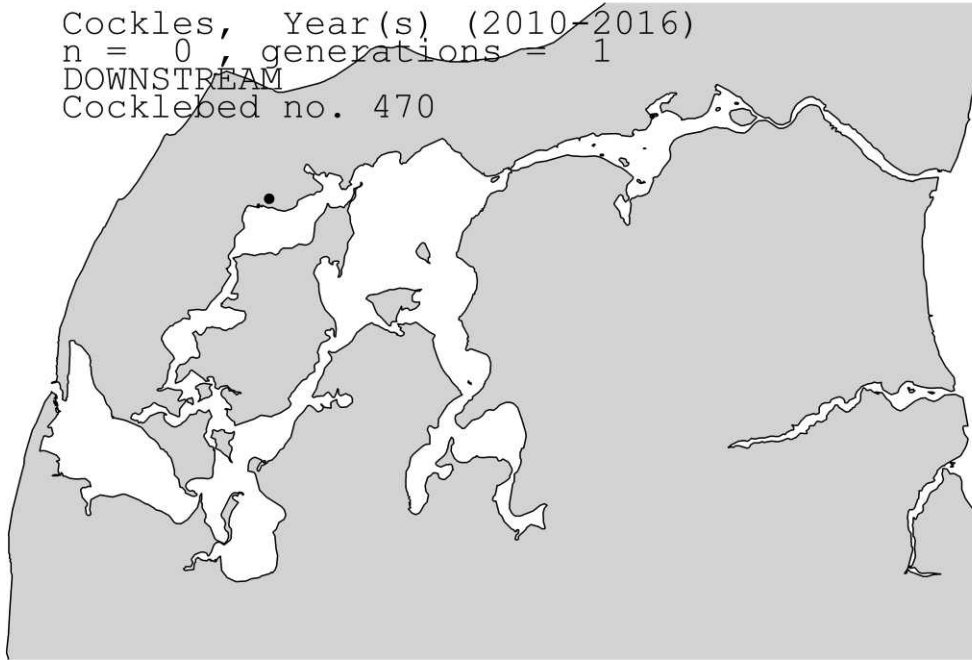 Cockles, Year(s) (2010-2016)
n = 0 , generations = 1
DOWNSTREAM
Cocklebed no. 470